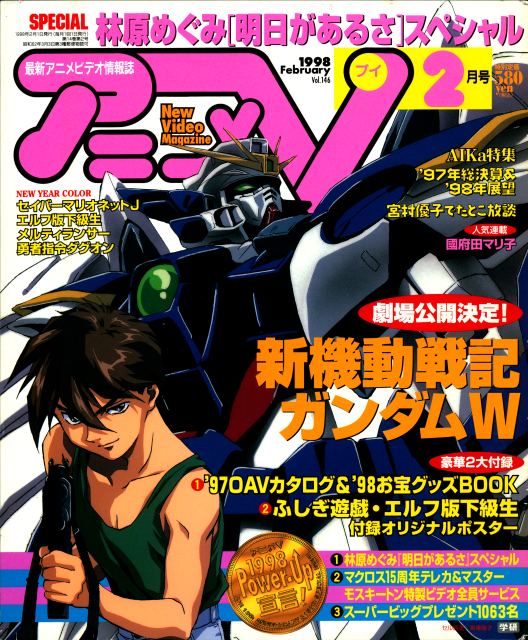 SPECIAL
林原めぐみ[明日があるさ]スペシャル
最新アニメビデオ情報誌
アニメV
ブイ
New
Video
Magazine
1998
February
Vol.146
2月号
580
yen
NEW YEAR COLOR
セイバーマリオネットJ
エルフ版下級生
メルティランサー
勇者指令ダグオン
AIKa特集
'97年総決算&
'98年展望
宮村優子てたとこ放談
人気連載
國府田マリ子
劇場公開決定!
新機動戦記
ガンダムW
豪華2大付録
1 '97OAVカタログ&'98お宝グッズBOOK
2 ふしぎ遊戯・エルフ版下級生
付録オリジナルポスター
1998
Power-Up
宣言!
1 林原めぐみ[明日があるさ]スペシャル
2 マクロス15周年テレカ&マスター
モスキートン特製ビデオ全員サービス
3 スーパービッグプレゼント1063名
学研